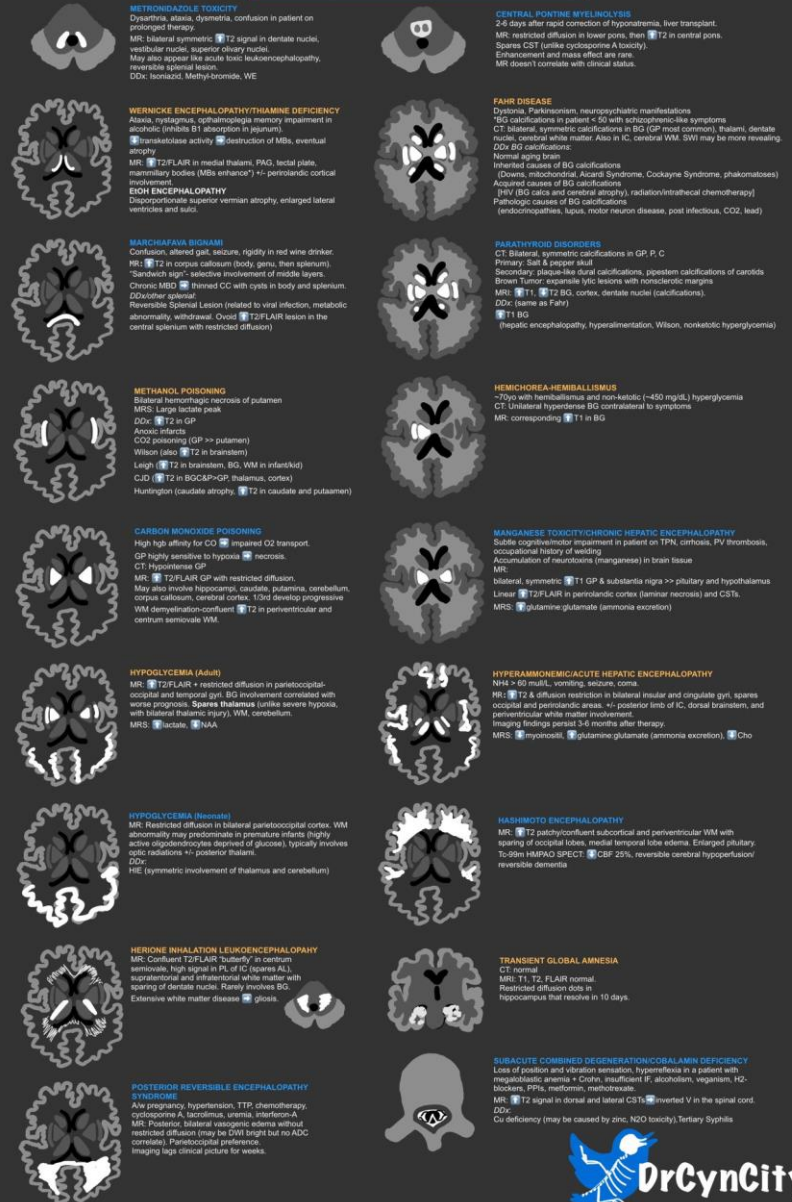 METRONIDAZOLE TOXICITY
Dysarthria, ataxia, dysmetria, confusion in patient on
prolonged therapy.
MR: bilateral symmetric ⬆T2 signal in dentate nuclei,
vestibular nuclei, superior olivary nuclei.
May also appear like acute toxic leukoencephalopathy,
reversible splenial lesion.
DDx: Isoniazid, Methyl-bromide, WE
WERNICKE ENCEPHALOPATHY/THIAMINE DEFICIENCY
Ataxia, nystagmus, opthalmoplegia memory impairment in
alcoholic (inhibits B1 absorption in jejunum).
⬇transketolase activity ➡destruction of MBs, eventual
atrophy
MR: ⬆T2/FLAIR in medial thalami, PAG, tectal plate,
mammillary bodies (MBs enhance*) +/- perirolandic cortical
involvement.
EtOH ENCEPHALOPATHY
Disporportionate superior vermian atrophy, enlarged lateral
ventricles and sulci.
MARCHIAFAVA BIGNAMI
Confusion, altered gait, seizure, rigidity in red wine drinker.
MR: ⬆T2 in corpus callosum (body, genu, then splenum).
"Sandwich sign"- selective involvement of middle layers.
Chronic MBD ➡ thinned CC with cysts in body and splenium.
DDx/other splenial:
Reversible Splenial Lesion (related to viral infection, metabolic
abnormality, withdrawal. Ovoid ⬆T2/FLAIR lesion in the
central splenium with restricted diffusion)
METHANOL POISONING
Bilateral hemorrhagic necrosis of putamen
MRS: Large lactate peak
DDx: ⬆T2 in GP
Anoxic infarcts
CO2 poisoning (GP >> putamen)
Wilson (also ⬆T2 in brainstem)
Leigh (⬆T2 in brainstem, BG, WM in infant/kid)
CJD (⬆T2 in BGC&P>GP, thalamus, cortex)
Huntington (caudate atrophy, ⬆T2 in caudate and putaamen)
CARBON MONOXIDE POISONING
High hgb affinity for CO ➡ impaired O2 transport.
GP highly sensitive to hypoxia ➡ necrosis.
CT: Hypointense GP
MR: ⬆T2/FLAIR GP with restricted diffusion.
May also involve hippocampi, caudate, putamina, cerebellum,
corpus callosum, cerebral cortex. 1/3rd develop progressive
WM demyelination-confluent ⬆T2 in periventricular and
centrum semiovale WM.
HYPOGLYCEMIA (Adult)
MR: ⬆T2/FLAIR + restricted diffusion in parietoccipital-
occipital and temporal gyri. BG involvement correlated with
worse prognosis. Spares thalamus (unlike severe hypoxia,
with bilateral thalamic injury), WM, cerebellum.
MRS: ⬆lactate, ⬇NAA
HYPOGLYCEMIA (Neonate)
MR: Restricted diffusion in bilateral parietooccipital cortex. WM
abnormality may predominate in premature infants (highly
active oligodendrocytes deprived of glucose), typically involves
optic radiations +/- posterior thalami.
DDx:
HIE (symmetric involvement of thalamus and cerebellum)
HERIONE INHALATION LEUKOENCEPHALOPAHY
MR: Confluent T2/FLAIR "butterfly" in centrum
semiovale, high signal in PL of IC (spares AL),
supratentorial and infratentorial white matter with
sparing of dentate nuclei. Rarely involves BG.
Extensive white matter disease ➡ gliosis.
POSTERIOR REVERSIBLE ENCEPHALOPATHY
SYNDROME
A/w pregnancy, hypertension, TTP, chemotherapy,
cyclosporine A, tacrolimus, uremia, interferon-A
MR: Posterior, bilateral vasogenic edema without
restricted diffusion (may be DWI bright but no ADC
correlate). Parietoccipital preference.
Imaging lags clinical picture for weeks.
CENTRAL PONTINE MYELINOLYSIS
2-6 days after rapid correction of hyponatremia, liver transplant.
MR: restricted diffusion in lower pons, then ⬆T2 in central pons.
Spares CST (unlike cyclosporine A toxicity).
Enhancement and mass effect are rare.
MR doesn't correlate with clinical status.
FAHR DISEASE
Dystonia, Parkinsonism, neuropsychiatric manifestations
*BG calcifications in patient < 50 with schizophrenic-like symptoms
CT: bilateral, symmetric calcifications in BG (GP most common), thalami, dentate
nuclei, cerebral white matter. Also in IC, cerebral WM. SWI may be more revealing.
DDx BG calcifications:
Normal aging brain
Inherited causes of BG calcifications
(Downs, mitochondrial, Aicardi Syndrome, Cockayne Syndrome, phakomatoses)
Acquired causes of BG calcifications
[HIV (BG calcs and cerebral atrophy), radiation/intrathecal chemotherapy]
Pathologic causes of BG calcifications
(endocrinopathies, lupus, motor neuron disease, post infectious, CO2, lead)
PARATHYROID DISORDERS
CT: Bilateral, symmetric calcifications in GP, P, C
Primary: Salt & pepper skull
Secondary: plaque-like dural calcifications, pipestem calcifications of carotids
Brown Tumor: expansile lytic lesions with nonsclerotic margins
MRI: ⬆T1, ⬇T2 BG, cortex, dentate nuclei (calcifications).
DDx: (same as Fahr)
⬆T1 BG
(hepatic encephalopathy, hyperalimentation, Wilson, nonketotic hyperglycemia)
HEMICHOREA-HEMIBALLISMUS
~70yo with hemiballismus and non-ketotic (~450 mg/dL) hyperglycemia
CT: Unilateral hyperdense BG contralateral to symptoms
MR: corresponding ⬆T1 in BG
MANGANESE TOXICITY/CHRONIC HEPATIC ENCEPHALOPATHY
Subtle cognitive/motor impairment in patient on TPN, cirrhosis, PV thrombosis,
occupational history of welding
Accumulation of neurotoxins (manganese) in brain tissue
MR:
bilateral, symmetric ⬆T1 GP & substantia nigra >> pituitary and hypothalamus
Linear ⬆T2/FLAIR in perirolandic cortex (laminar necrosis) and CSTs.
MRS: ⬆glutamine:glutamate (ammonia excretion)
HYPERAMMONEMIC/ACUTE HEPATIC ENCEPHALOPATHY
NH4 > 60 mull/L, vomiting, seizure, coma.
MR: ⬆T2 & diffusion restriction in bilateral insular and cingulate gyri, spares
occipital and perirolandic areas. +/- posterior limb of IC, dorsal brainstem, and
periventricular white matter involvement.
Imaging findings persist 3-6 months after therapy.
MRS: ⬇myoinositil, ⬆glutamine:glutamate (ammonia excretion), ⬇Cho
HASHIMOTO ENCEPHALOPATHY
MR: ⬆T2 patchy/confluent subcortical and periventricular WM with
sparing of occipital lobes, medial temporal lobe edema. Enlarged pituitary.
Tc-99m HMPAO SPECT: ⬇CBF 25%, reversible cerebral hypoperfusion/
reversible dementia
TRANSIENT GLOBAL AMNESIA
CT: normal
MRI: T1, T2, FLAIR normal.
Restricted diffusion dots in
hippocampus that resolve in 10 days.
SUBACUTE COMBINED DEGENERATION/COBALAMIN DEFICIENCY
Loss of position and vibration sensation, hyperreflexia in a patient with
megaloblastic anemia + Crohn, insufficient IF, alcoholism, veganism, H2-
blockers, PPIs, metformin, methotrexate.
MR: ⬆T2 signal in dorsal and lateral CSTs➡inverted V in the spinal cord.
DDx:
Cu deficiency (may be caused by zinc, N2O toxicity),Tertiary Syphilis
DrCynCity